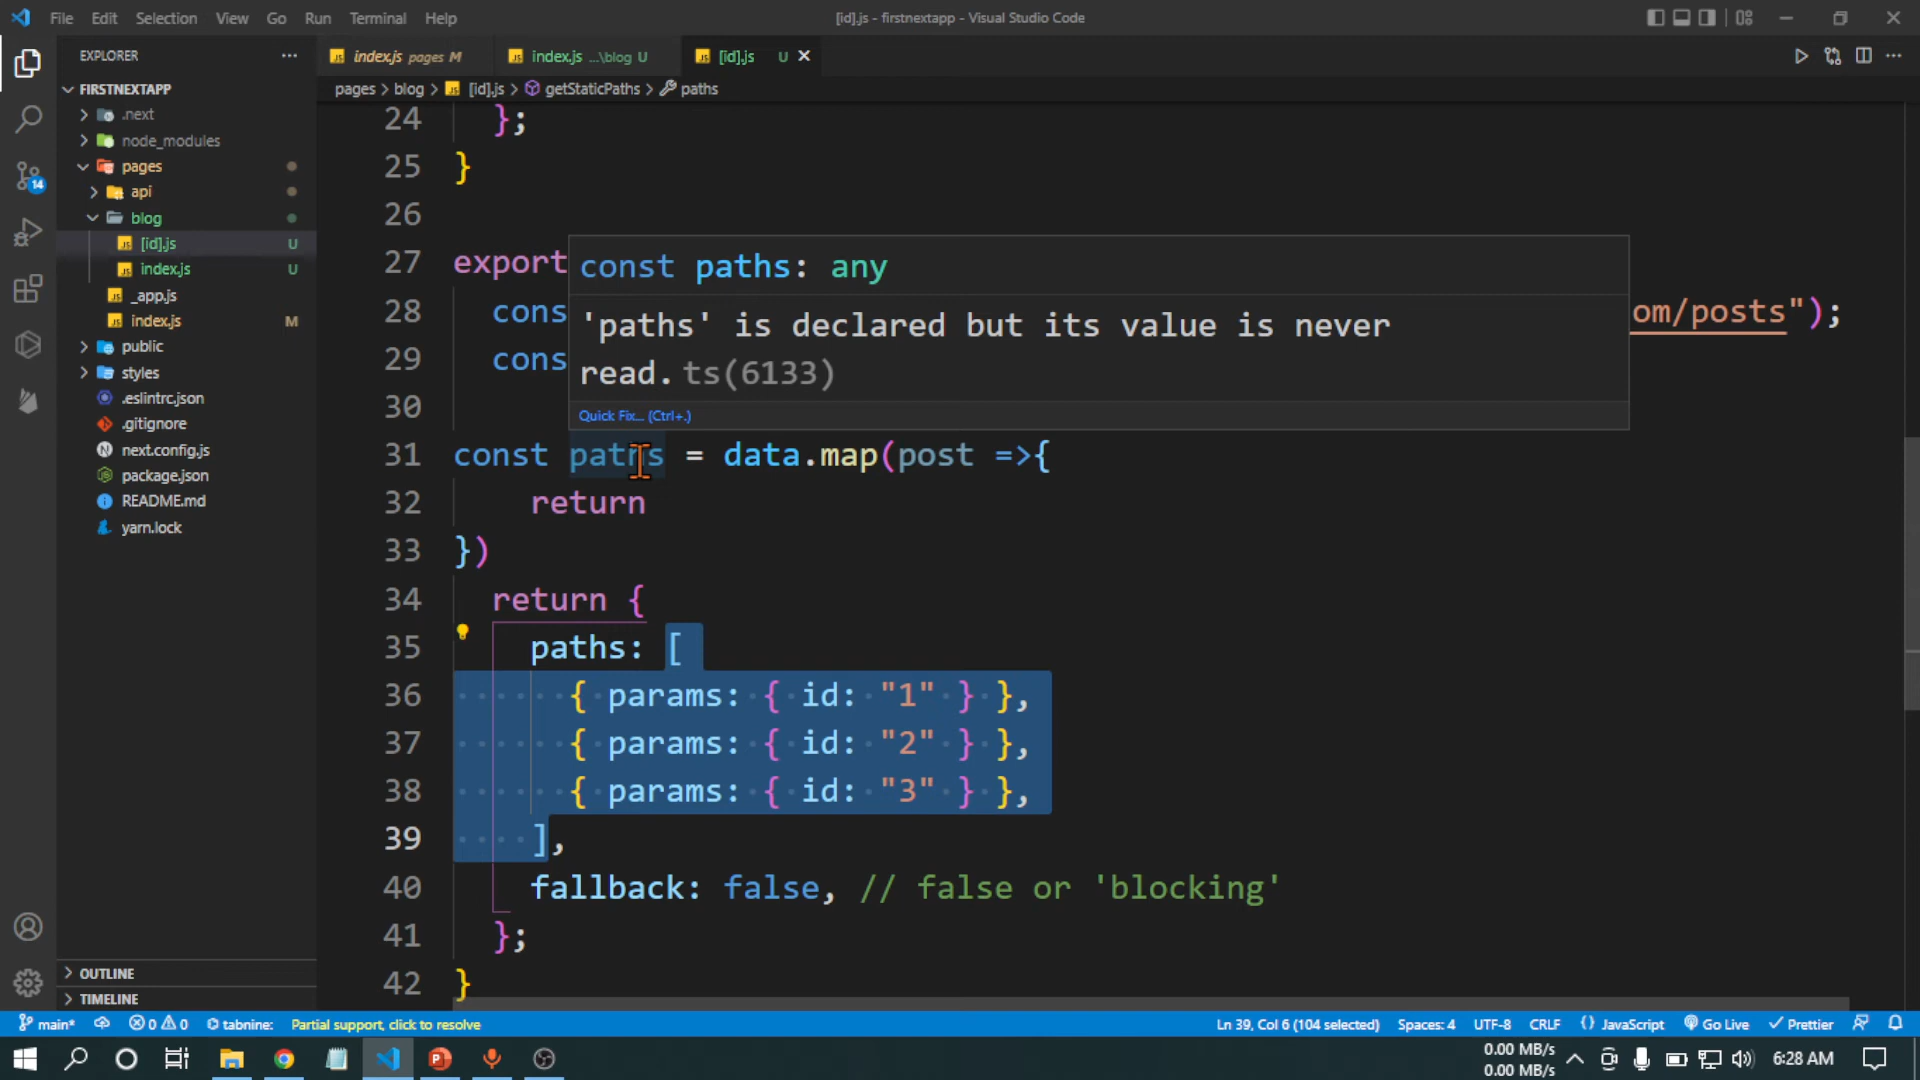 File Edit Selection View Go Run Terminal Help
[id].js - firstnextapp - Visual Studio Code
EXPLORER
index.js pages M
index.js ...\blog U
[id].js U
FIRSTNEXTAPP
pages > blog > [id].js > getStaticPaths > paths
.next
node_modules
pages
api
blog
[id].js U
index.js U
_app.js
index.js M
public
styles
.eslintrc.json
.gitignore
next.config.js
package.json
README.md
yarn.lock
OUTLINE
TIMELINE
24 };
25 }
26
27 export
28 cons om/posts");
29 cons
30
const paths: any
'paths' is declared but its value is never
read. ts(6133)
Quick Fix... (Ctrl+.)
31 const paths = data.map(post =>{
32 return
33 })
34 return {
35 paths: [
36 { params: { id: "1" } },
37 { params: { id: "2" } },
38 { params: { id: "3" } },
39 ],
40 fallback: false, // false or 'blocking'
41 };
42 }
14
main* 0 0 tabnine: Partial support, click to resolve
Ln 39, Col 6 (104 selected) Spaces: 4 UTF-8 CRLF JavaScript Go Live Prettier
0.00 MB/s
0.00 MB/s
6:28 AM